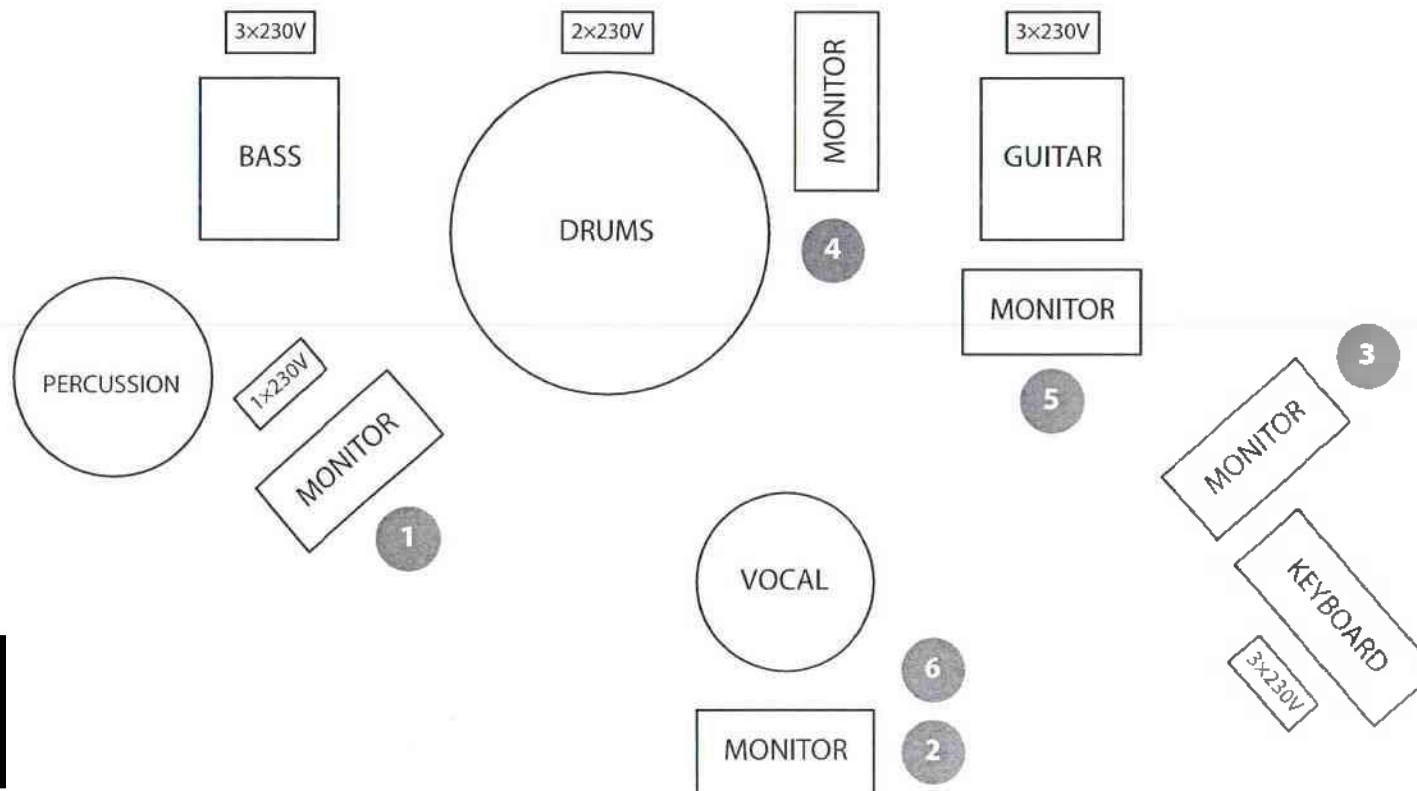 3×230V
2×230V
MONITOR
3×230V
BASS
DRUMS
GUITAR
4
MONITOR
PERCUSSION
1×230V
MONITOR
1
5
3
MONITOR
VOCAL
KEYBOARD
3×230V
6
MONITOR
2